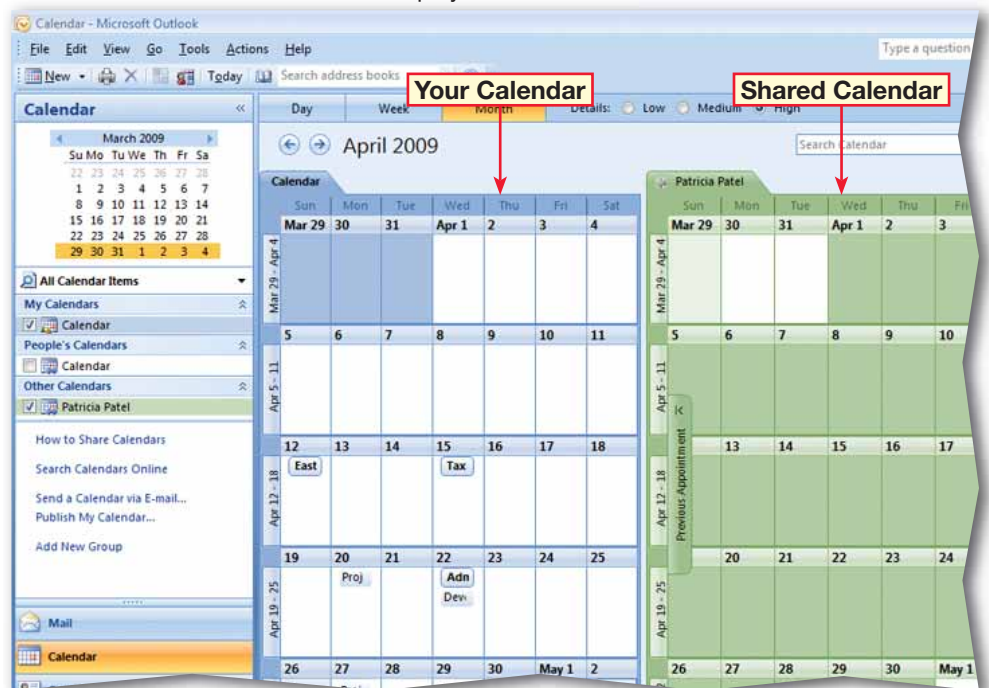 Calendar - Microsoft Outlook
File Edit View Go Tools Actions Help
Type a question
New Today Search address books
Your Calendar
Shared Calendar
Calendar «
Day Week Month Details: Low Medium High
March 2009
Su Mo Tu We Th Fr Sa
22 23 24 25 26 27 28
1 2 3 4 5 6 7
8 9 10 11 12 13 14
15 16 17 18 19 20 21
22 23 24 25 26 27 28
29 30 31 1 2 3 4
All Calendar Items
My Calendars
Calendar
People's Calendars
Calendar
Other Calendars
Patricia Patel
How to Share Calendars
Search Calendars Online
Send a Calendar via E-mail...
Publish My Calendar...
Add New Group
Mail
Calendar
April 2009
Search Calendar
Calendar
Sun Mon Tue Wed Thu Fri Sat
Mar 29 - Apr 4
Mar 29 30 31 Apr 1 2 3 4
Apr 5 - 11
5 6 7 8 9 10 11
Apr 12 - 18
12 13 14 15 16 17 18
East Tax
Apr 19 - 25
19 20 21 22 23 24 25
Proj Adn
Dev
26 27 28 29 30 May 1 2
Patricia Patel
Sun Mon Tue Wed Thu Fri
Mar 29 - Apr 4
Mar 29 30 31 Apr 1 2 3
Apr 5 - 11
5 6 7 8 9 10
Previous Appointment
Apr 12 - 18
13 14 15 16 17
Apr 19 - 25
20 21 22 23 24
26 27 28 29 30 May 1